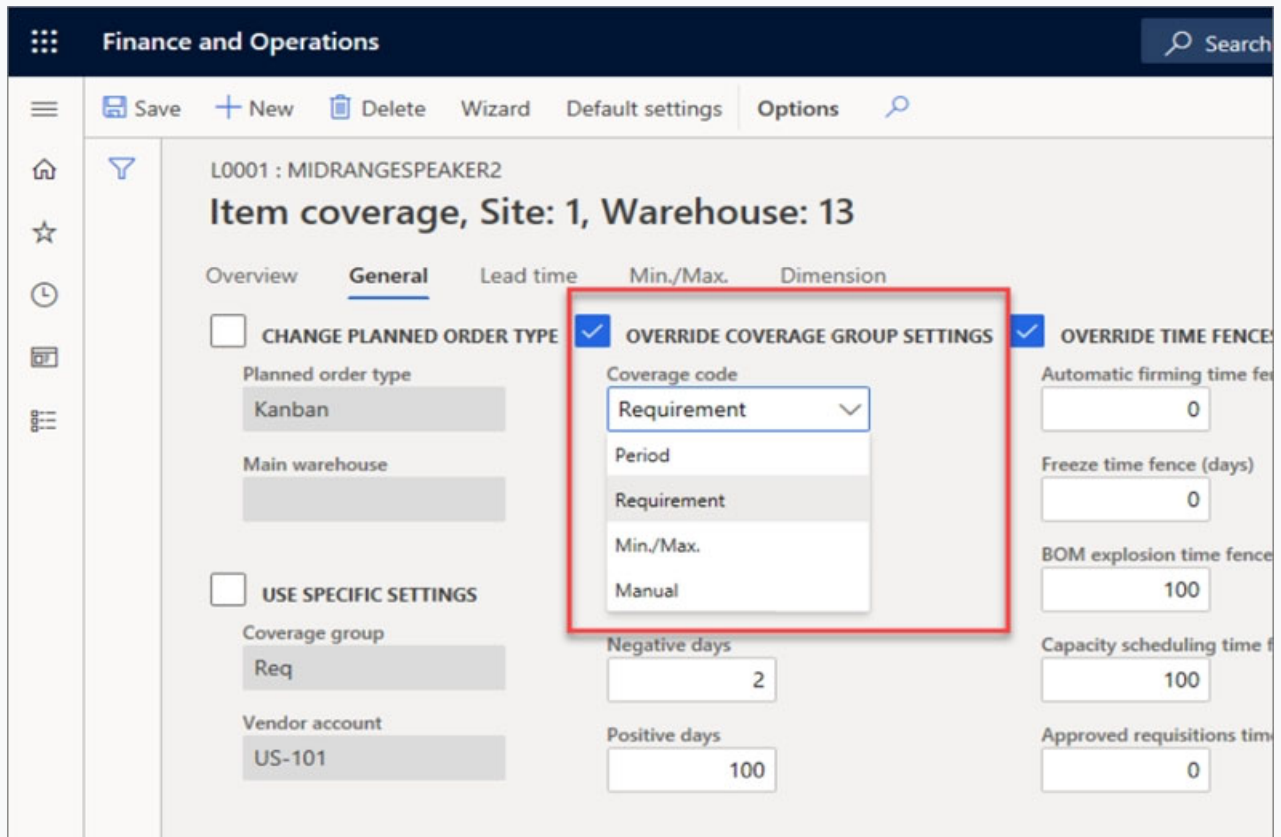 Finance and Operations
Search
Save New Delete Wizard Default settings Options
L0001 : MIDRANGESPEAKER2
Item coverage, Site: 1, Warehouse: 13
Overview General Lead time Min./Max. Dimension
CHANGE PLANNED ORDER TYPE
Planned order type
Kanban
Main warehouse
USE SPECIFIC SETTINGS
Coverage group
Req
Vendor account
US-101
OVERRIDE COVERAGE GROUP SETTINGS
Coverage code
Requirement
Period
Requirement
Min./Max.
Manual
Negative days
2
Positive days
100
OVERRIDE TIME FENCES
Automatic firming time fe
0
Freeze time fence (days)
0
BOM explosion time fence
100
Capacity scheduling time f
100
Approved requisitions tim
0